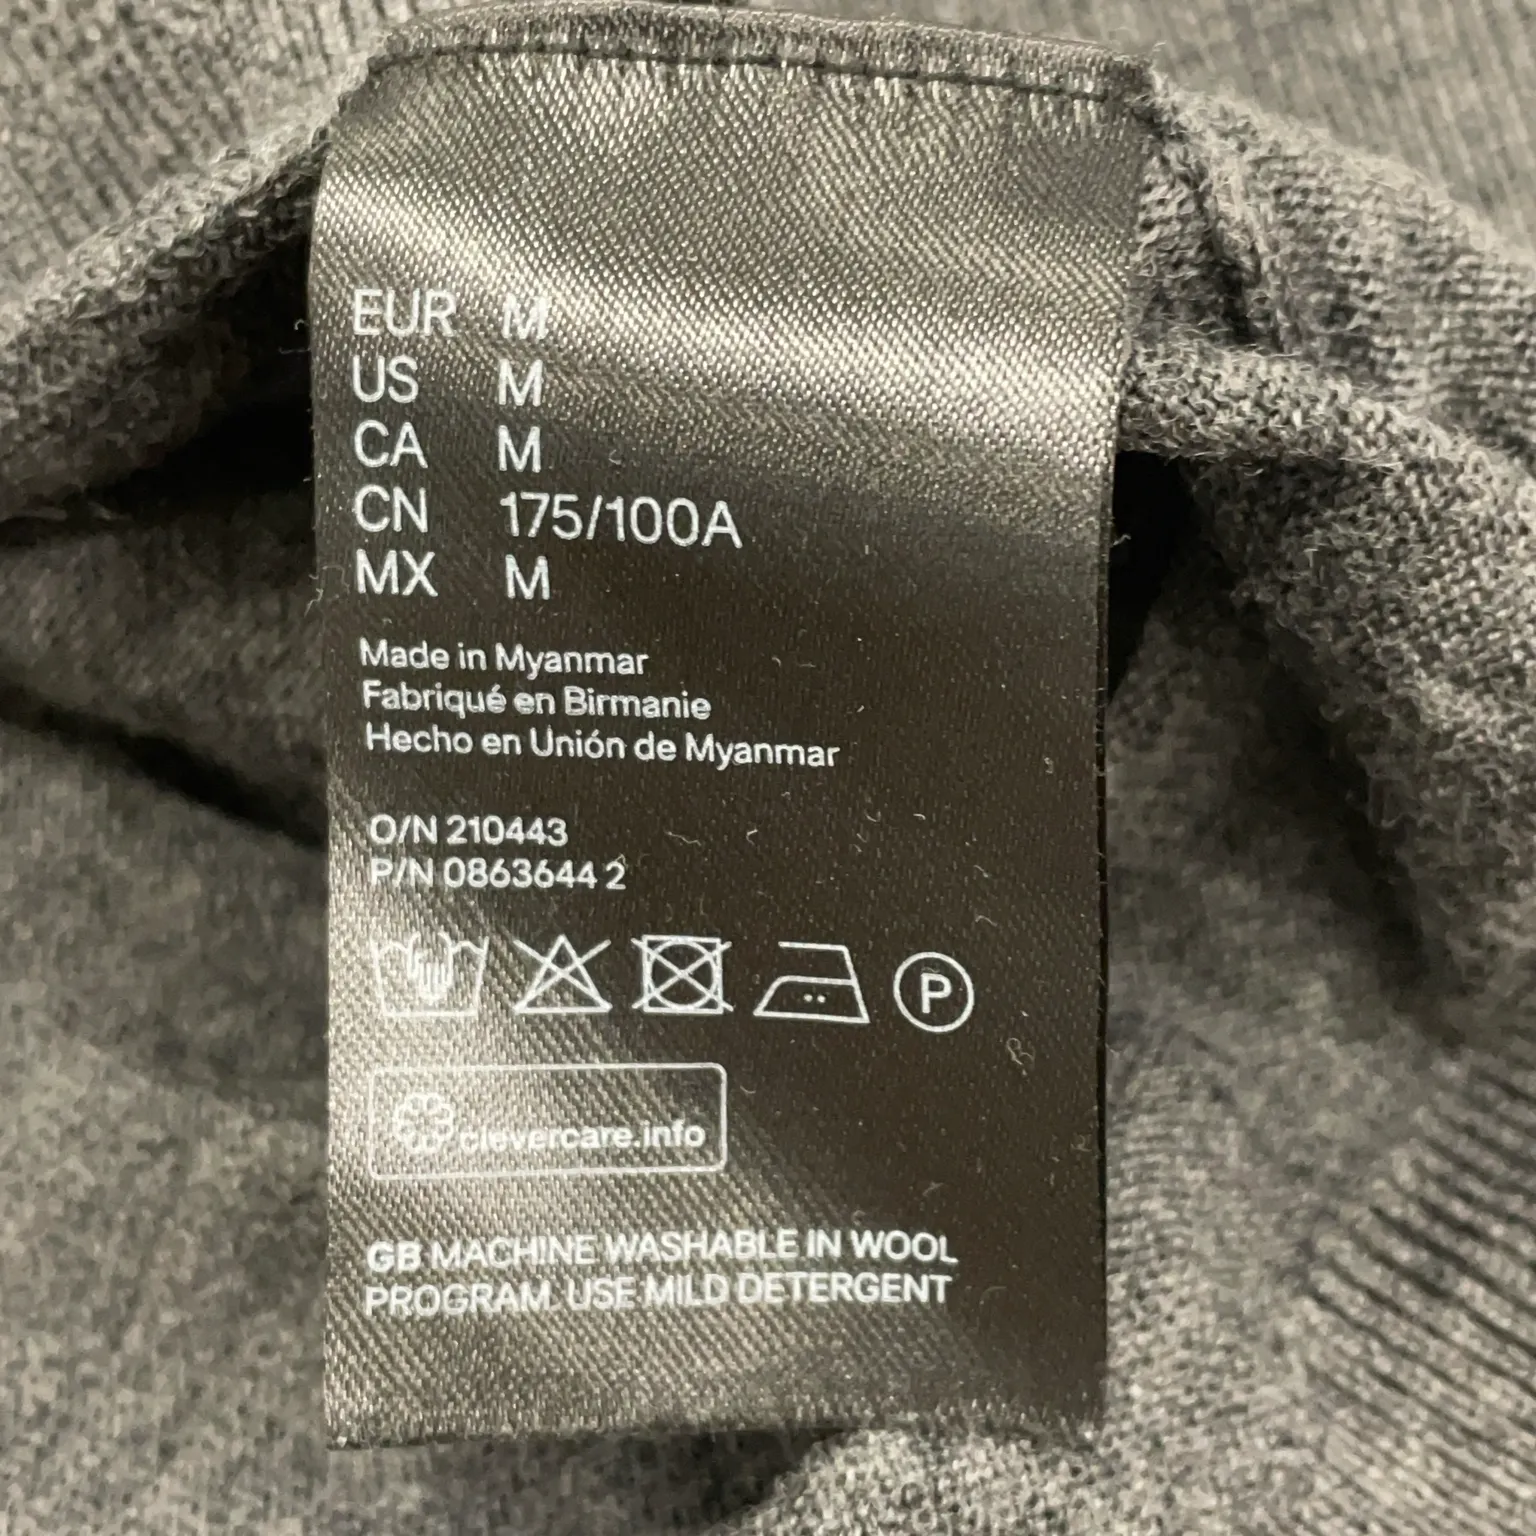 EUR M
US M
CA M
CN 175/100A
MX M
Made in Myanmar
Fabriqué en Birmanie
Hecho en Unión de Myanmar
O/N 210443
P/N 0863644 2
P
clevercare.info
GB MACHINE WASHABLE IN WOOL
PROGRAM. USE MILD DETERGENT